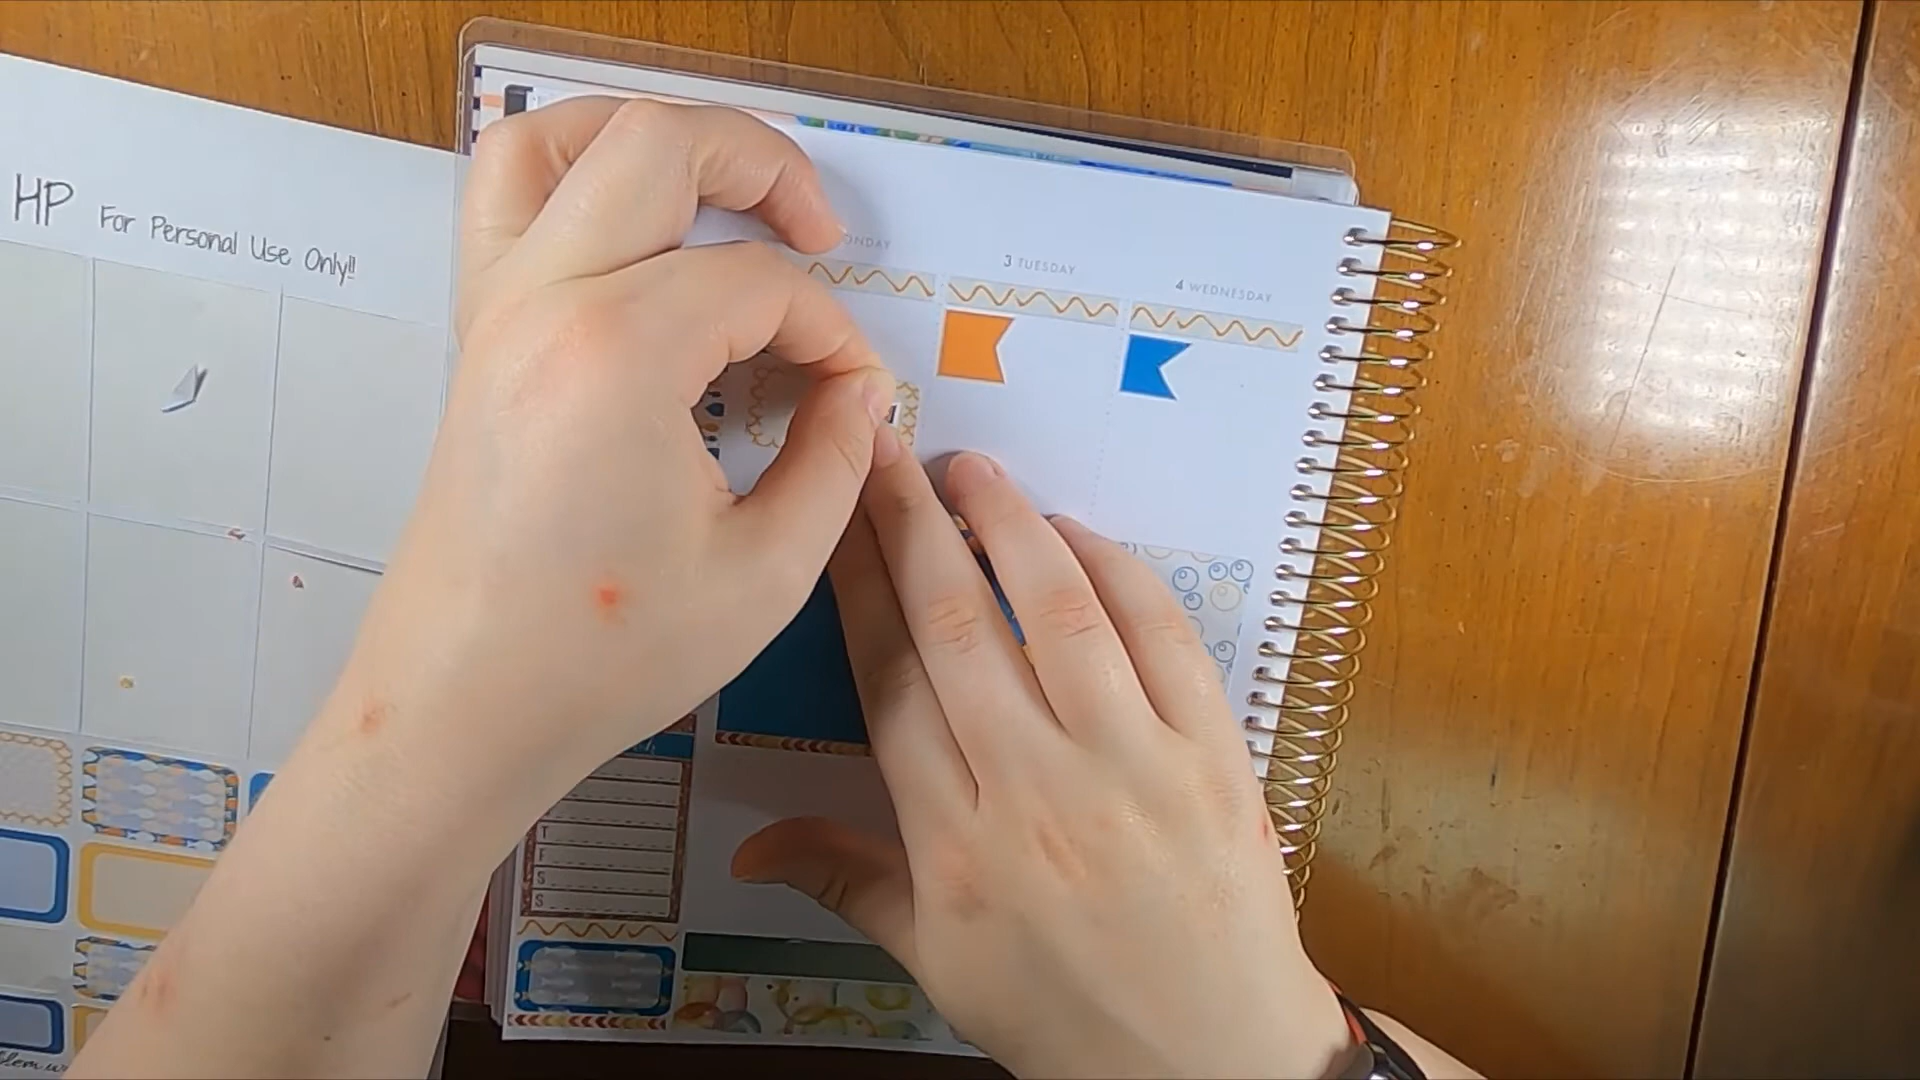 HP For Personal Use Only!!
ONDAY
3 TUESDAY
4 WEDNESDAY
T
F
S
S